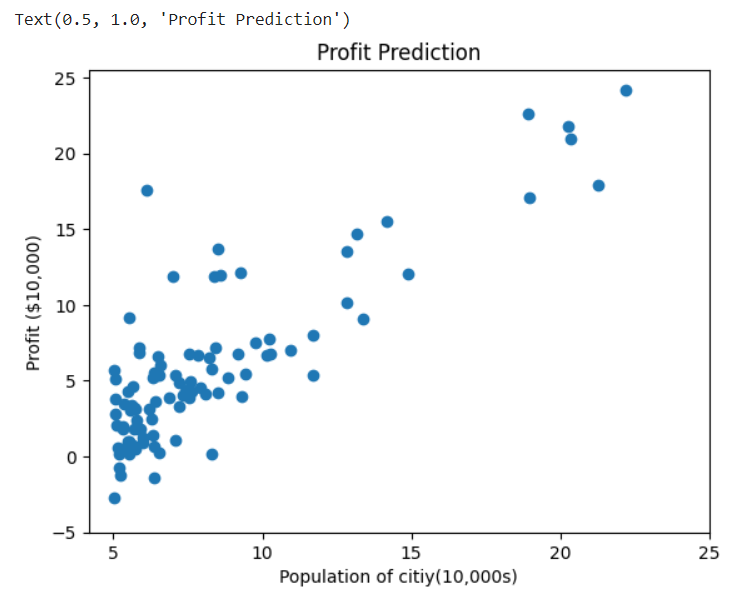 Text(0.5, 1.0, 'Profit Prediction')
Profit Prediction
25
20
15
10
5
0
−5
Profit ($10,000)
5 10 15 20 25
Population of citiy(10,000s)